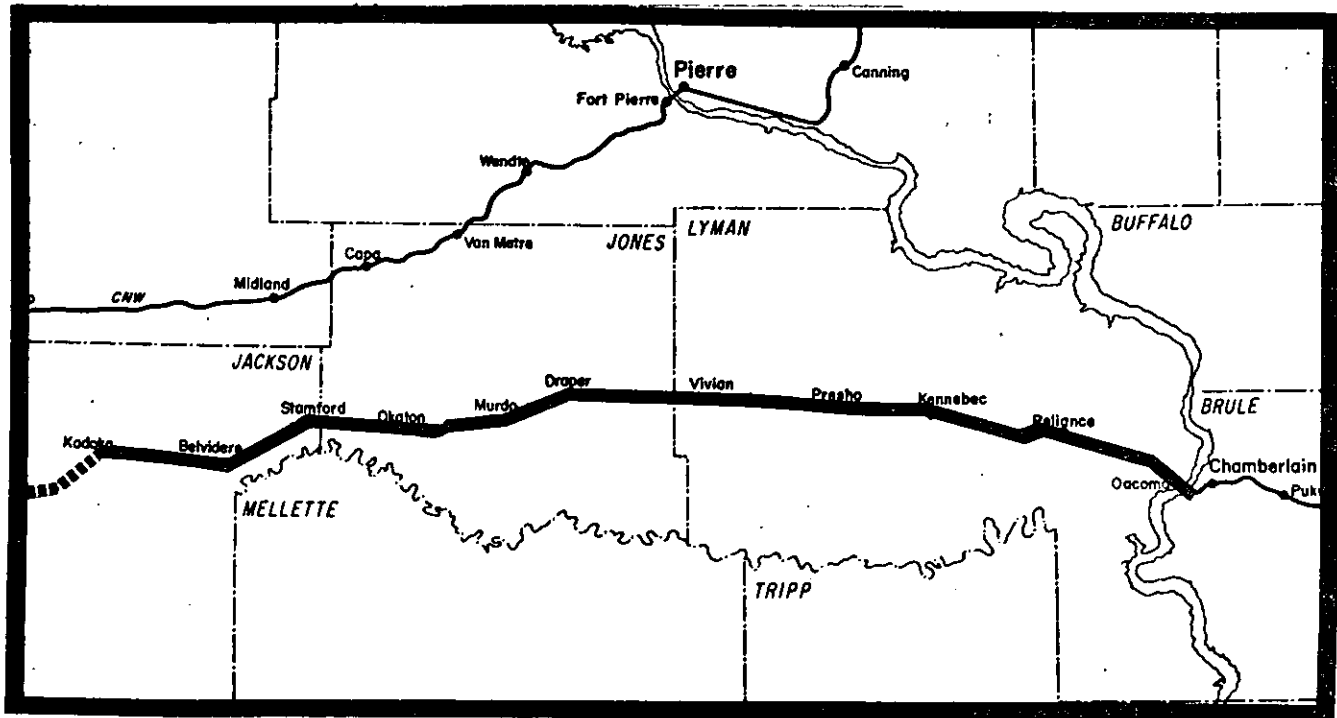 Pierre
Canning
Fort Pierre
Wendte
JONES
LYMAN
BUFFALO
Van Metre
Capa
Midland
CNW
JACKSON
Draper
Vivian
Presho
Kennebec
BRULE
Stamford
Okaton
Murdo
Reliance
Kadoka
Belvidere
Chamberlain
Oacoma
Puk
MELLETTE
TRIPP